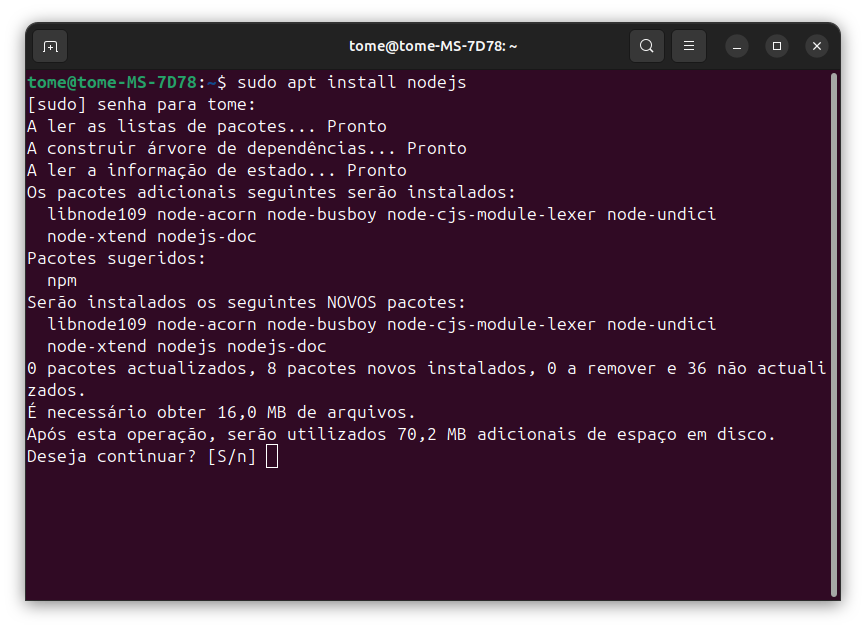 tome@tome-MS-7D78: ~
tome@tome-MS-7D78:~$ sudo apt install nodejs
[sudo] senha para tome:
A ler as listas de pacotes... Pronto
A construir árvore de dependências... Pronto
A ler a informação de estado... Pronto
Os pacotes adicionais seguintes serão instalados:
  libnode109 node-acorn node-busboy node-cjs-module-lexer node-undici
  node-xtend nodejs-doc
Pacotes sugeridos:
  npm
Serão instalados os seguintes NOVOS pacotes:
  libnode109 node-acorn node-busboy node-cjs-module-lexer node-undici
  node-xtend nodejs nodejs-doc
0 pacotes actualizados, 8 pacotes novos instalados, 0 a remover e 36 não actuali
zados.
É necessário obter 16,0 MB de arquivos.
Após esta operação, serão utilizados 70,2 MB adicionais de espaço em disco.
Deseja continuar? [S/n]